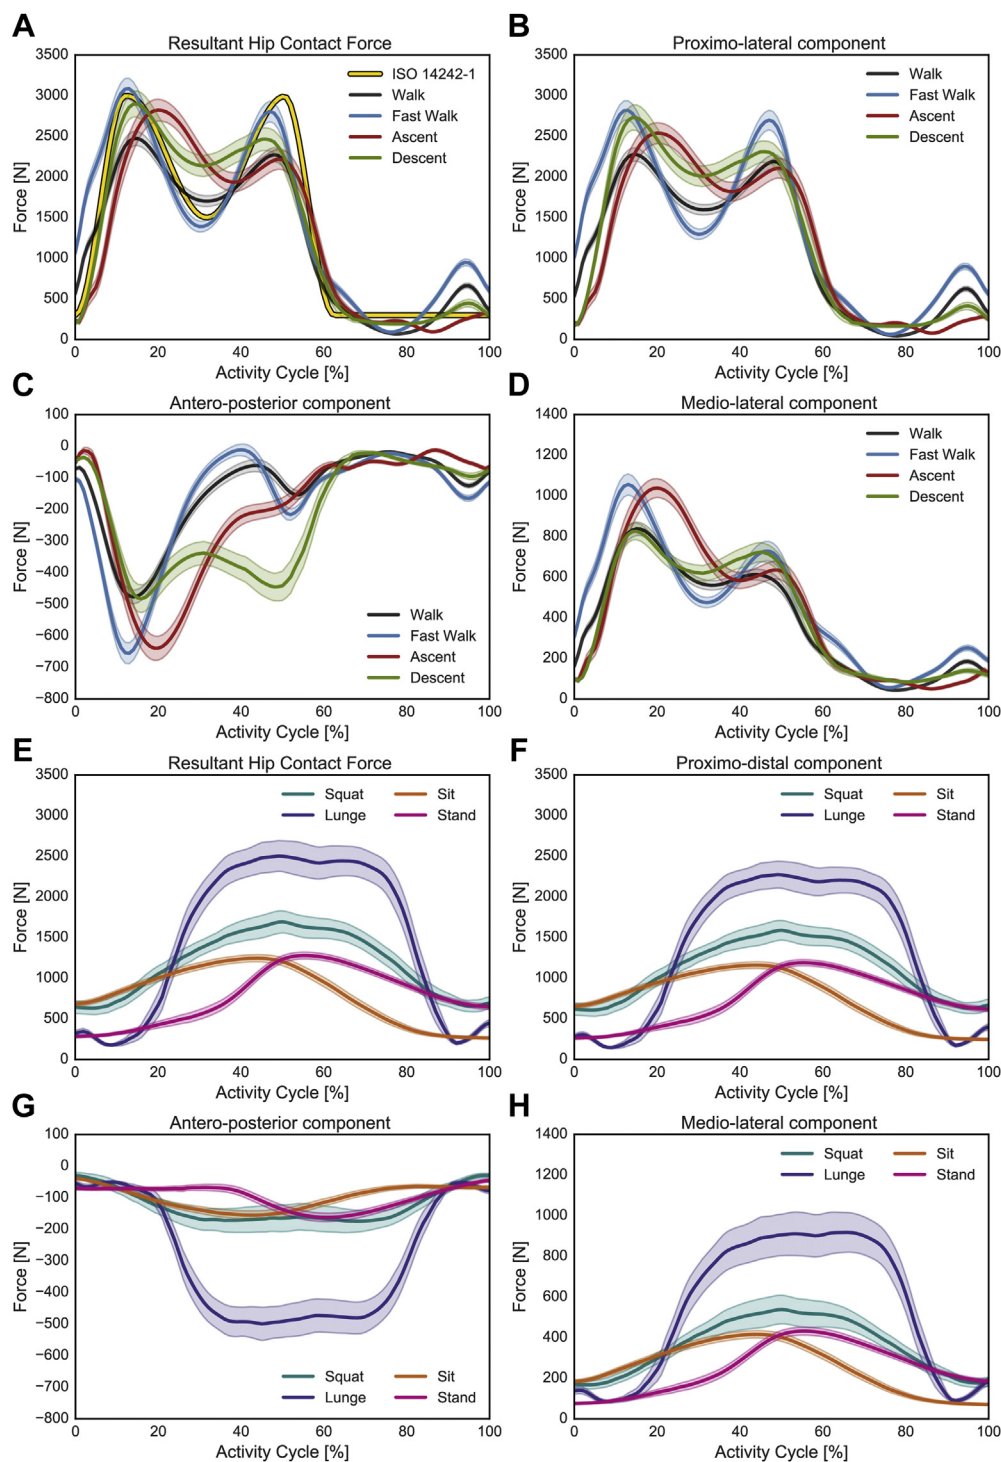 A
Resultant Hip Contact Force
3500
3000
2500
2000
1500
1000
500
0
Force [N]
0 20 40 60 80 100
Activity Cycle [%]
ISO 14242-1
Walk
Fast Walk
Ascent
Descent
B
Proximo-lateral component
3500
3000
2500
2000
1500
1000
500
0
Force [N]
0 20 40 60 80 100
Activity Cycle [%]
Walk
Fast Walk
Ascent
Descent
C
Antero-posterior component
100
0
−100
−200
−300
−400
−500
−600
−700
−800
Force [N]
0 20 40 60 80 100
Activity Cycle [%]
Walk
Fast Walk
Ascent
Descent
D
Medio-lateral component
1400
1200
1000
800
600
400
200
0
Force [N]
0 20 40 60 80 100
Activity Cycle [%]
Walk
Fast Walk
Ascent
Descent
E
Resultant Hip Contact Force
3500
3000
2500
2000
1500
1000
500
0
Force [N]
0 20 40 60 80 100
Activity Cycle [%]
Squat Sit
Lunge Stand
F
Proximo-distal component
3500
3000
2500
2000
1500
1000
500
0
Force [N]
0 20 40 60 80 100
Activity Cycle [%]
Squat Sit
Lunge Stand
G
Antero-posterior component
100
0
−100
−200
−300
−400
−500
−600
−700
−800
Force [N]
0 20 40 60 80 100
Activity Cycle [%]
Squat Sit
Lunge Stand
H
Medio-lateral component
1400
1200
1000
800
600
400
200
0
Force [N]
0 20 40 60 80 100
Activity Cycle [%]
Squat Sit
Lunge Stand